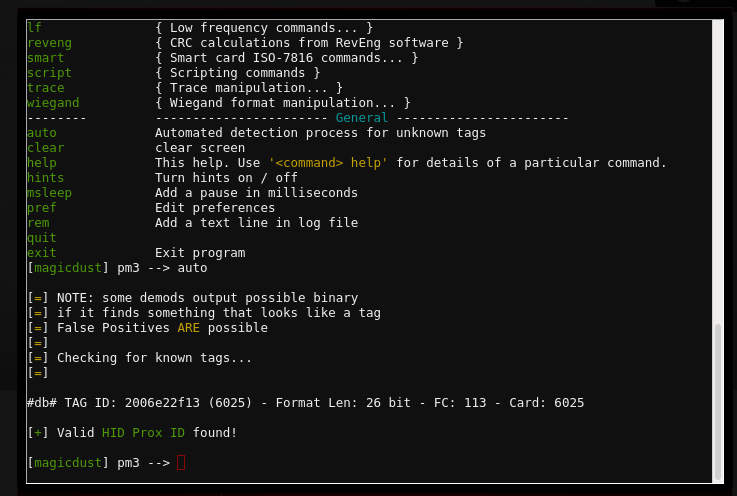 lf { Low frequency commands... }
reveng { CRC calculations from RevEng software }
smart { Smart card ISO-7816 commands... }
script { Scripting commands }
trace { Trace manipulation... }
wiegand { Wiegand format manipulation... }
-------- ----------------------- General -----------------------
auto Automated detection process for unknown tags
clear clear screen
help This help. Use '<command> help' for details of a particular command.
hints Turn hints on / off
msleep Add a pause in milliseconds
pref Edit preferences
rem Add a text line in log file
quit
exit Exit program
[magicdust] pm3 --> auto
[=] NOTE: some demods output possible binary
[=] if it finds something that looks like a tag
[=] False Positives ARE possible
[=]
[=] Checking for known tags...
[=]
#db# TAG ID: 2006e22f13 (6025) - Format Len: 26 bit - FC: 113 - Card: 6025
[+] Valid HID Prox ID found!
[magicdust] pm3 -->